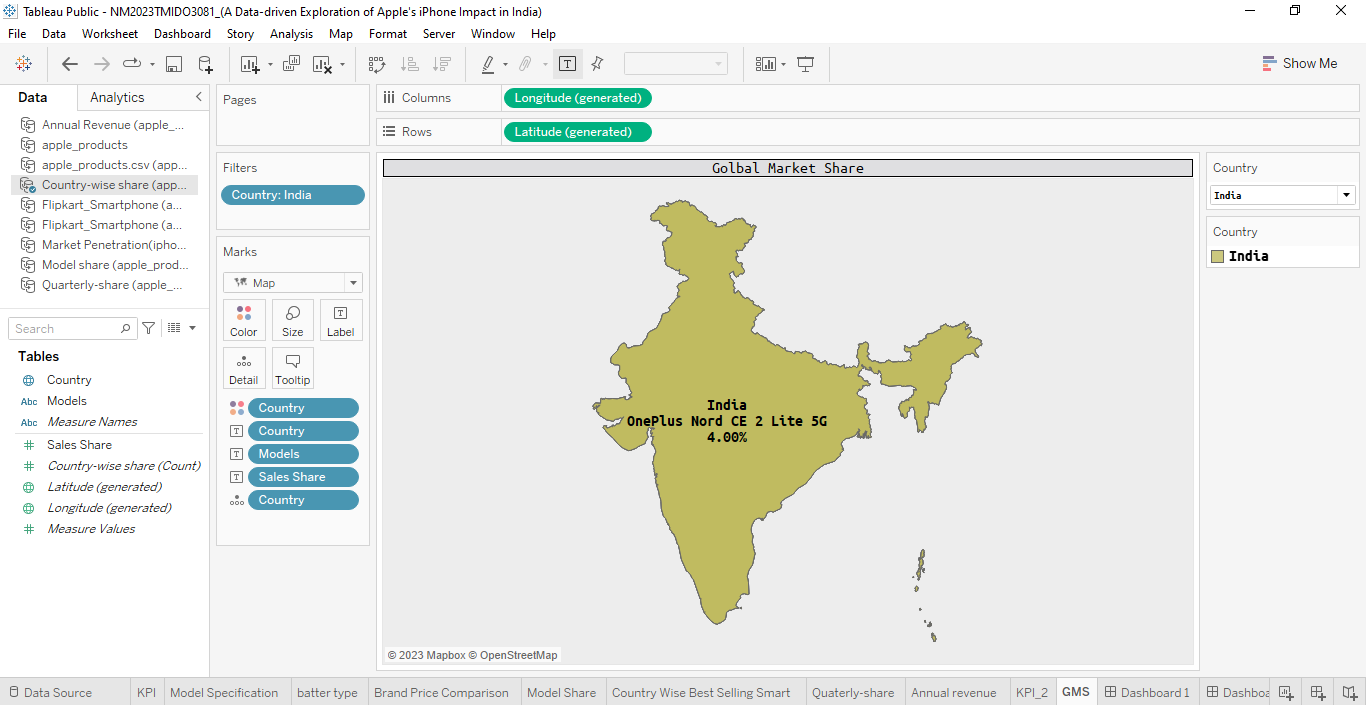 Tableau Public - NM2023TMIDO3081_(A Data-driven Exploration of Apple's iPhone Impact in India)
File Data Worksheet Dashboard Story Analysis Map Format Server Window Help
Show Me
Data Analytics
Annual Revenue (apple_...
apple_products
apple_products.csv (app...
Country-wise share (app...
Flipkart_Smartphone (a...
Flipkart_Smartphone (a...
Market Penetration(ipho...
Model share (apple_prod...
Quarterly-share (apple_...
Search
Tables
Country
Abc Models
Abc Measure Names
Sales Share
Country-wise share (Count)
Latitude (generated)
Longitude (generated)
Measure Values
Pages
Filters
Country: India
Marks
Map
Color Size Label
Detail Tooltip
Country
Country
Models
Sales Share
Country
Columns Longitude (generated)
Rows Latitude (generated)
Golbal Market Share
India
OnePlus Nord CE 2 Lite 5G
4.00%
© 2023 Mapbox © OpenStreetMap
Country
India
Country
India
Data Source KPI Model Specification batter type Brand Price Comparison Model Share Country Wise Best Selling Smart Quaterly-share Annual revenue KPI_2 GMS Dashboard 1 Dashboa